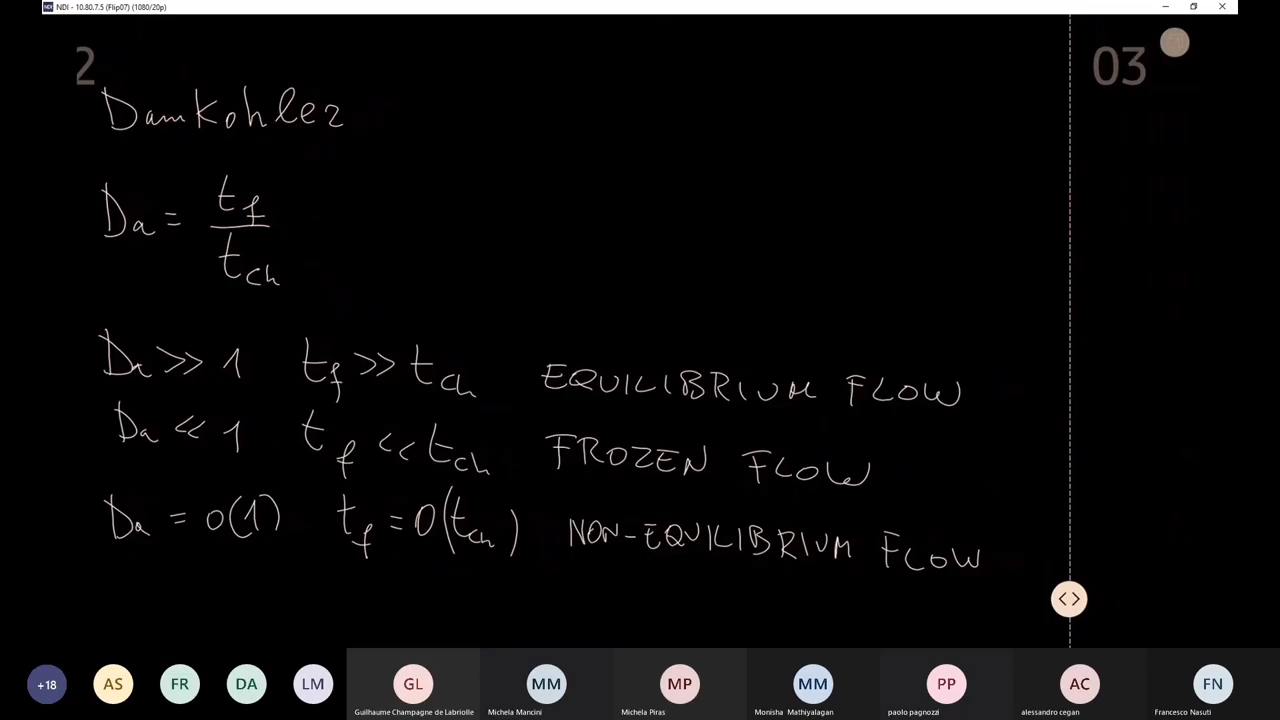 NDI - 10.80.7.5 (Flip07) (1080/20p)
2
03
Damkohler
Da = t_f / t_ch
Da >> 1 t_f >> t_ch EQUILIBRIUM FLOW
Da << 1 t_f << t_ch FROZEN FLOW
Da = O(1) t_f = O(t_ch) NON-EQUILIBRIUM FLOW
+18 AS FR DA LM GL MM MP MM PP AC FN
Guilhaume Champagne de Labriolle Michela Mancini Michela Piras Monisha Mathiyalagan paolo pagnozzi alessandro cegan Francesco Nasuti